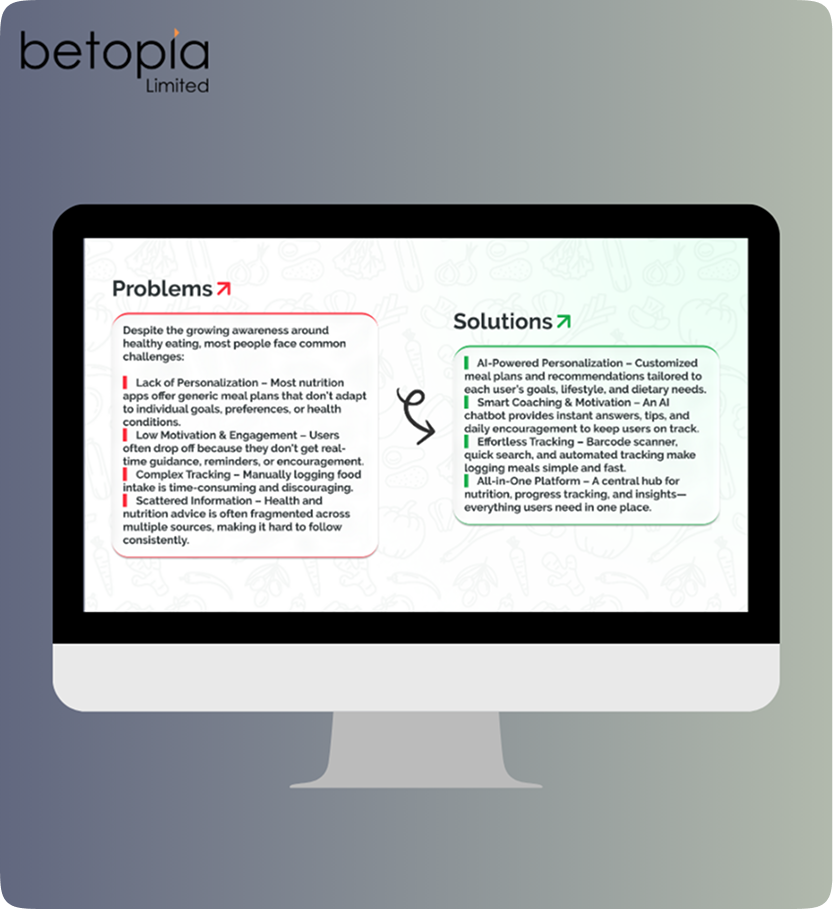 betopia
Limited
Problems
Despite the growing awareness around
healthy eating, most people face common
challenges:
Lack of Personalization – Most nutrition
apps offer generic meal plans that don't adapt
to individual goals, preferences, or health
conditions.
Low Motivation & Engagement – Users
often drop off because they don't get real-
time guidance, reminders, or encouragement.
Complex Tracking – Manually logging food
intake is time-consuming and discouraging.
Scattered Information – Health and
nutrition advice is often fragmented across
multiple sources, making it hard to follow
consistently.
Solutions
AI-Powered Personalization – Customized
meal plans and recommendations tailored to
each user's goals, lifestyle, and dietary needs.
Smart Coaching & Motivation – An AI
chatbot provides instant answers, tips, and
daily encouragement to keep users on track.
Effortless Tracking – Barcode scanner,
quick search, and automated tracking make
logging meals simple and fast.
All-in-One Platform – A central hub for
nutrition, progress tracking, and insights—
everything users need in one place.